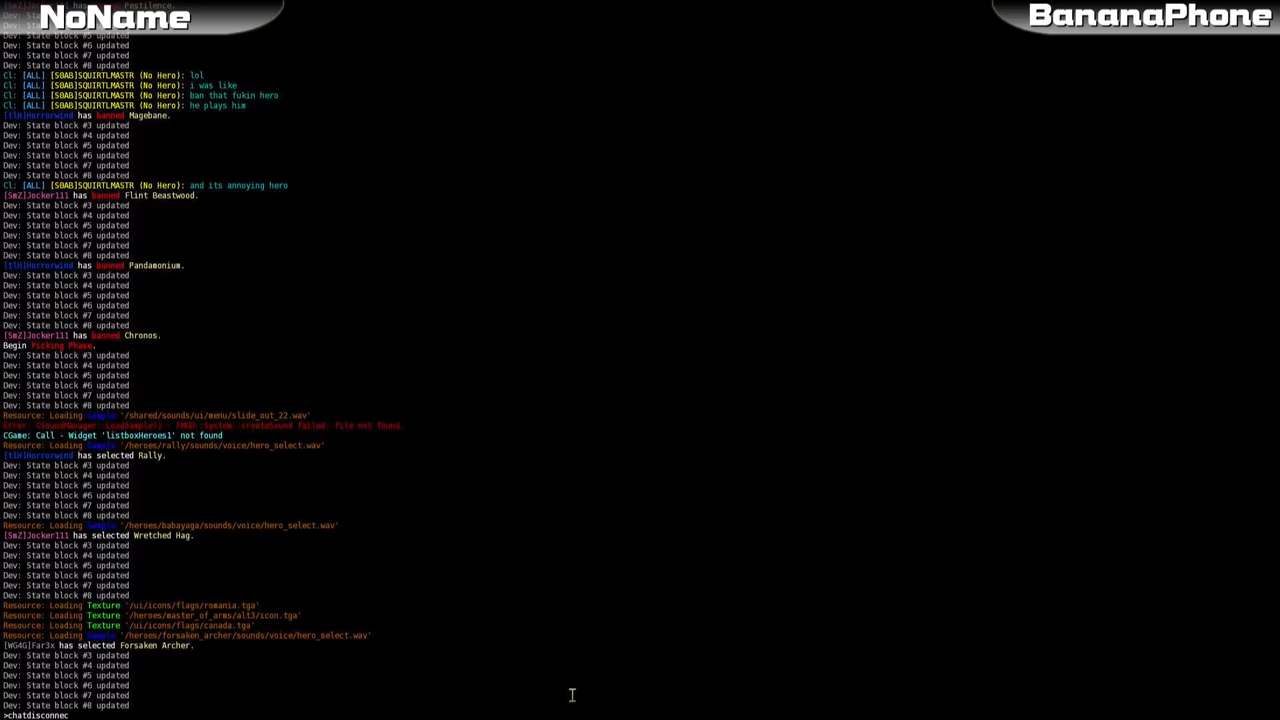 NoName
BananaPhone
Pestilence.
Dev: State block #5 updated
Dev: State block #6 updated
Dev: State block #7 updated
Dev: State block #8 updated
Cl: [ALL] [S0AB]SQUIRTLMASTR (No Hero): lol
Cl: [ALL] [S0AB]SQUIRTLMASTR (No Hero): i was like
Cl: [ALL] [S0AB]SQUIRTLMASTR (No Hero): ban that fukin hero
Cl: [ALL] [S0AB]SQUIRTLMASTR (No Hero): he plays him
[tlH]Horrorwind has banned Magebane.
Dev: State block #3 updated
Dev: State block #4 updated
Dev: State block #5 updated
Dev: State block #6 updated
Dev: State block #7 updated
Dev: State block #8 updated
Cl: [ALL] [S0AB]SQUIRTLMASTR (No Hero): and its annoying hero
[SmZ]Jocker111 has banned Flint Beastwood.
Dev: State block #3 updated
Dev: State block #4 updated
Dev: State block #5 updated
Dev: State block #6 updated
Dev: State block #7 updated
Dev: State block #8 updated
[tlH]Horrorwind has banned Pandamonium.
Dev: State block #3 updated
Dev: State block #4 updated
Dev: State block #5 updated
Dev: State block #6 updated
Dev: State block #7 updated
Dev: State block #8 updated
[SmZ]Jocker111 has banned Chronos.
Begin Picking Phase.
Dev: State block #3 updated
Dev: State block #4 updated
Dev: State block #5 updated
Dev: State block #6 updated
Dev: State block #7 updated
Dev: State block #8 updated
Resource: Loading Sample '/shared/sounds/ui/menu/slide_out_22.wav'
Error: CSoundManager::LoadSample() - FMOD::System::createSound failed: File not found.
CGame: Call - Widget 'listboxHeroes1' not found
Resource: Loading Sample '/heroes/rally/sounds/voice/hero_select.wav'
[tlH]Horrorwind has selected Rally.
Dev: State block #3 updated
Dev: State block #4 updated
Dev: State block #5 updated
Dev: State block #6 updated
Dev: State block #7 updated
Dev: State block #8 updated
Resource: Loading Sample '/heroes/babayaga/sounds/voice/hero_select.wav'
[SmZ]Jocker111 has selected Wretched Hag.
Dev: State block #3 updated
Dev: State block #4 updated
Dev: State block #5 updated
Dev: State block #6 updated
Dev: State block #7 updated
Dev: State block #8 updated
Resource: Loading Texture '/ui/icons/flags/romania.tga'
Resource: Loading Texture '/heroes/master_of_arms/alt3/icon.tga'
Resource: Loading Texture '/ui/icons/flags/canada.tga'
Resource: Loading Sample '/heroes/forsaken_archer/sounds/voice/hero_select.wav'
[WG4G]Far3x has selected Forsaken Archer.
Dev: State block #3 updated
Dev: State block #4 updated
Dev: State block #5 updated
Dev: State block #6 updated
Dev: State block #7 updated
Dev: State block #8 updated
>chatdisconnec